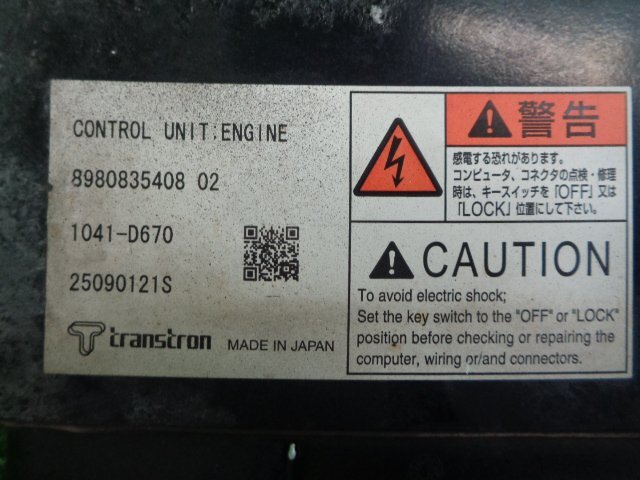 CONTROL UNIT:ENGINE
8980835408 02
1041-D670
25090121S
transtron MADE IN JAPAN
警告
感電する恐れがあります。
コンピュータ、コネクタの点検・修理
時は、キースイッチを「OFF」又は
「LOCK」位置にして下さい。
CAUTION
To avoid electric shock;
Set the key switch to the "OFF" or "LOCK"
position before checking or repairing the
computer, wiring or/and connectors.